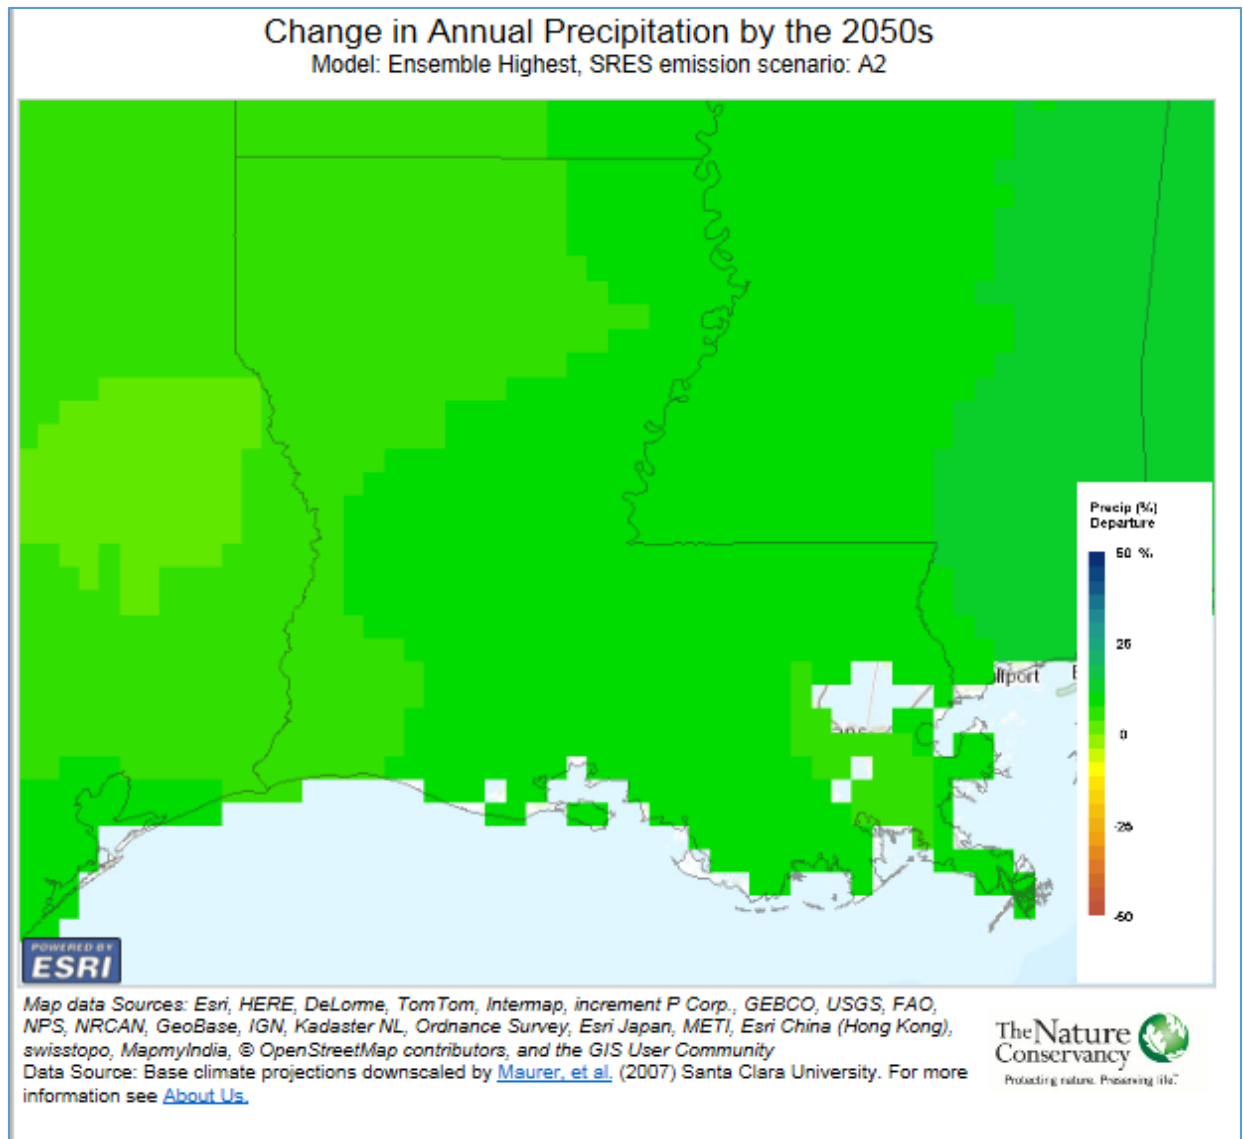 Change in Annual Precipitation by the 2050s
Model: Ensemble Highest, SRES emission scenario: A2
Precip (%)
Departure
50 %
25
0
-25
-50
lfport
POWERED BY
ESRI
Map data Sources: Esri, HERE, DeLorme, TomTom, Intermap, increment P Corp., GEBCO, USGS, FAO,
NPS, NRCAN, GeoBase, IGN, Kadaster NL, Ordnance Survey, Esri Japan, METI, Esri China (Hong Kong),
swisstopo, MapmyIndia, © OpenStreetMap contributors, and the GIS User Community
Data Source: Base climate projections downscaled by Maurer, et al. (2007) Santa Clara University. For more
information see About Us.
The Nature
Conservancy
Protecting nature. Preserving life.™